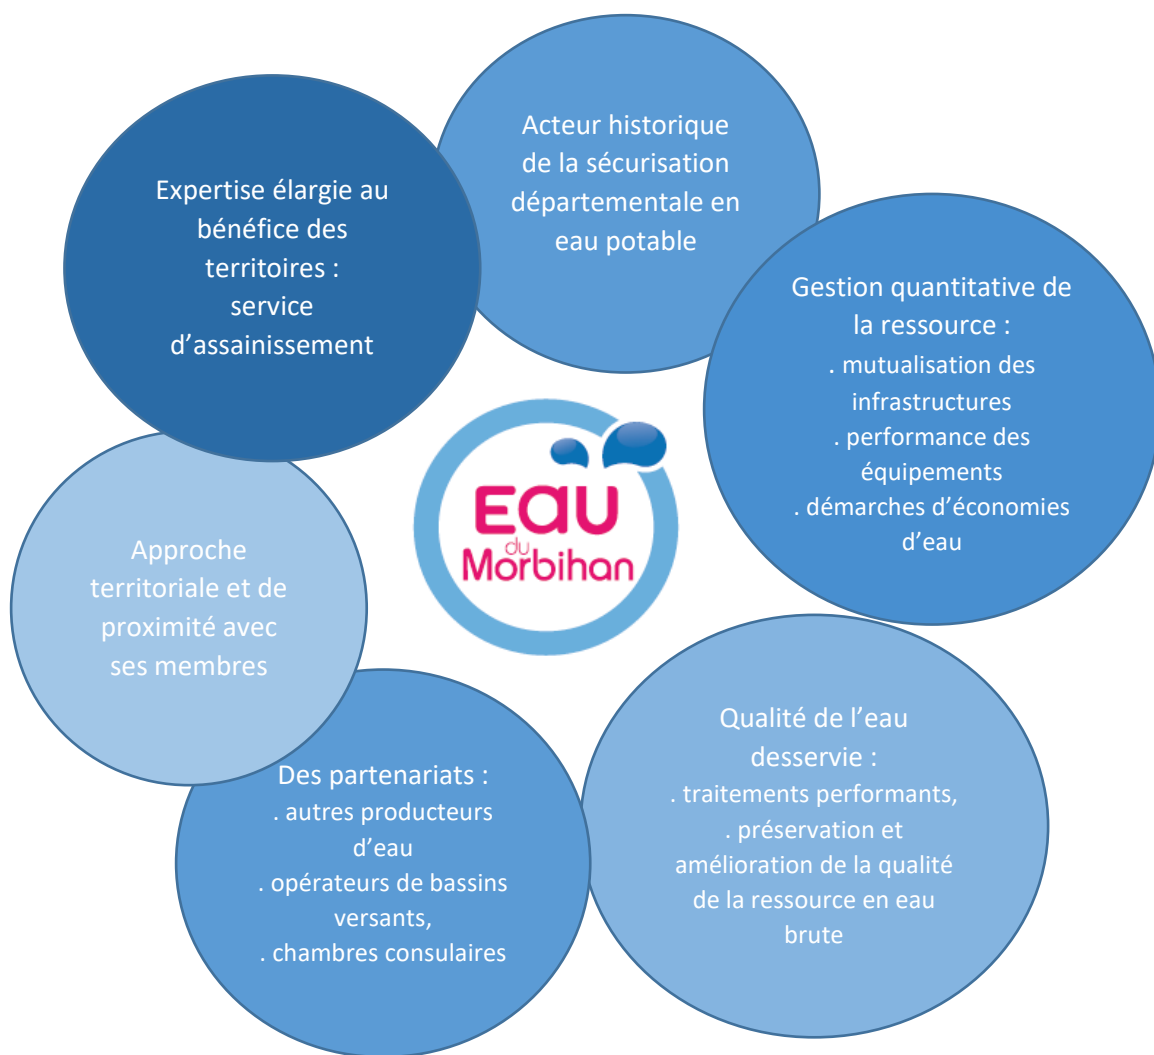 Acteur historique
de la sécurisation
départementale en
eau potable
Expertise élargie au
bénéfice des
territoires :
service
d’assainissement
Gestion quantitative de
la ressource :
. mutualisation des
infrastructures
. performance des
équipements
. démarches d’économies
d’eau
Eau
du
Morbihan
Approche
territoriale et de
proximité avec
ses membres
Qualité de l’eau
desservie :
. traitements performants,
. préservation et
amélioration de la qualité
de la ressource en eau
brute
Des partenariats :
. autres producteurs
d’eau
. opérateurs de bassins
versants,
. chambres consulaires